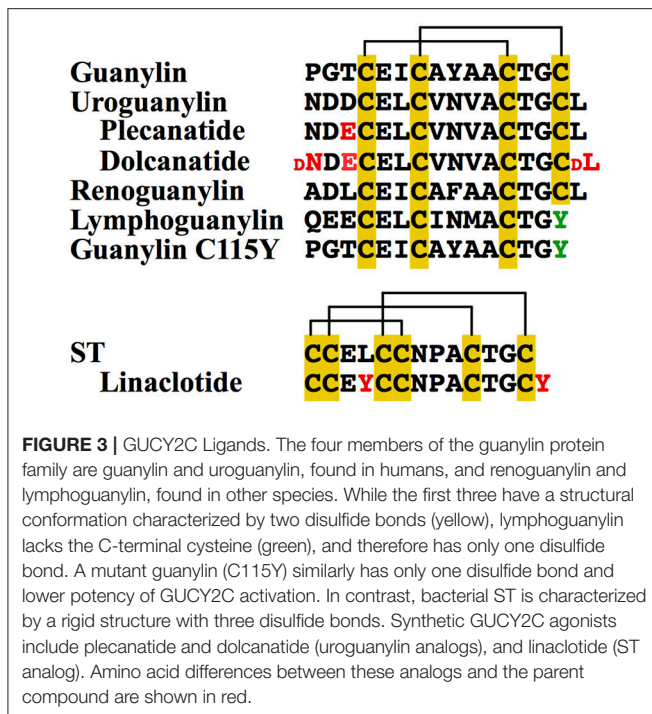 Guanylin PGTCEICAYAACTGC
Uroguanylin NDDCELCVNVACTGCL
Plecanatide NDECELCVNVACTGCL
Dolcanatide DNDECELCVNVACTGCDL
Renoguanylin ADLCEICAFAACTGCL
Lymphoguanylin QEECELCINMACTGY
Guanylin C115Y PGTCEICAYAACTGY
ST CCELCCNPACTGC
Linaclotide CCEYCCNPACTGCY
FIGURE 3 | GUCY2C Ligands. The four members of the guanylin protein
family are guanylin and uroguanylin, found in humans, and renoguanylin and
lymphoguanylin, found in other species. While the first three have a structural
conformation characterized by two disulfide bonds (yellow), lymphoguanylin
lacks the C-terminal cysteine (green), and therefore has only one disulfide
bond. A mutant guanylin (C115Y) similarly has only one disulfide bond and
lower potency of GUCY2C activation. In contrast, bacterial ST is characterized
by a rigid structure with three disulfide bonds. Synthetic GUCY2C agonists
include plecanatide and dolcanatide (uroguanylin analogs), and linaclotide (ST
analog). Amino acid differences between these analogs and the parent
compound are shown in red.